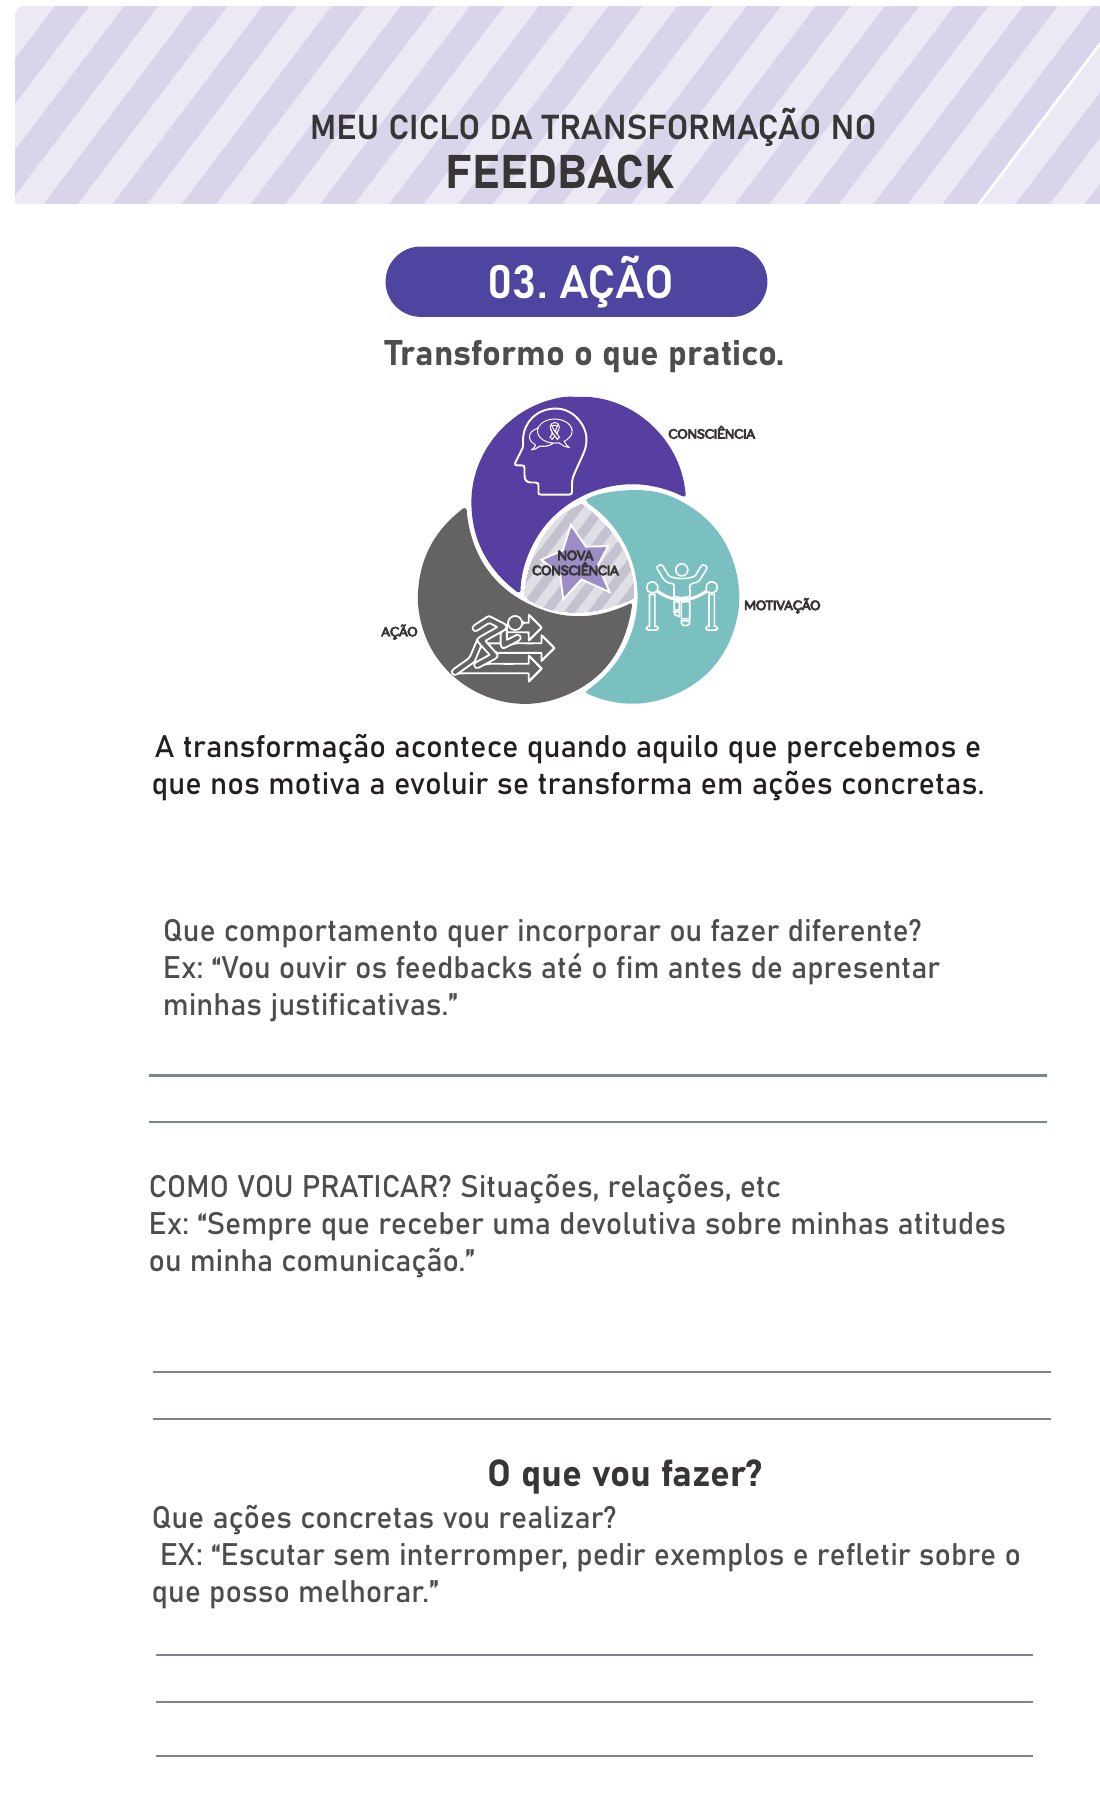 MEU CICLO DA TRANSFORMAÇÃO NO
FEEDBACK
03. AÇÃO
Transformo o que pratico.
CONSCIÊNCIA
NOVA
CONSCIÊNCIA
MOTIVAÇÃO
AÇÃO
A transformação acontece quando aquilo que percebemos e
que nos motiva a evoluir se transforma em ações concretas.
Que comportamento quer incorporar ou fazer diferente?
Ex: “Vou ouvir os feedbacks até o fim antes de apresentar
minhas justificativas.”
COMO VOU PRATICAR? Situações, relações, etc
Ex: “Sempre que receber uma devolutiva sobre minhas atitudes
ou minha comunicação.”
O que vou fazer?
Que ações concretas vou realizar?
EX: “Escutar sem interromper, pedir exemplos e refletir sobre o
que posso melhorar.”